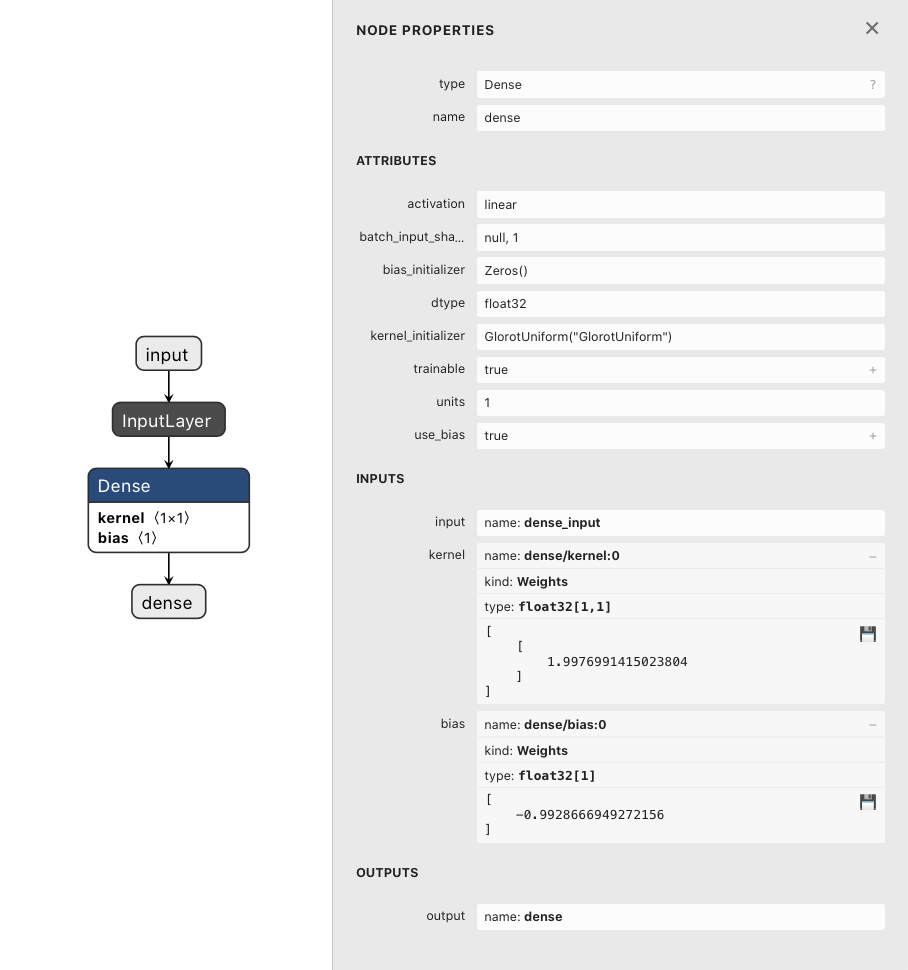 input
InputLayer
Dense
kernel 〈1×1〉
bias 〈1〉
dense
NODE PROPERTIES ✕
type Dense ?
name dense
ATTRIBUTES
activation linear
batch_input_sha... null, 1
bias_initializer Zeros()
dtype float32
kernel_initializer GlorotUniform("GlorotUniform")
trainable true +
units 1
use_bias true +
INPUTS
input name: dense_input
kernel name: dense/kernel:0 –
kind: Weights
type: float32[1,1]
[
[
1.9976991415023804
]
]
bias name: dense/bias:0 –
kind: Weights
type: float32[1]
[
−0.9928666949272156
]
OUTPUTS
output name: dense